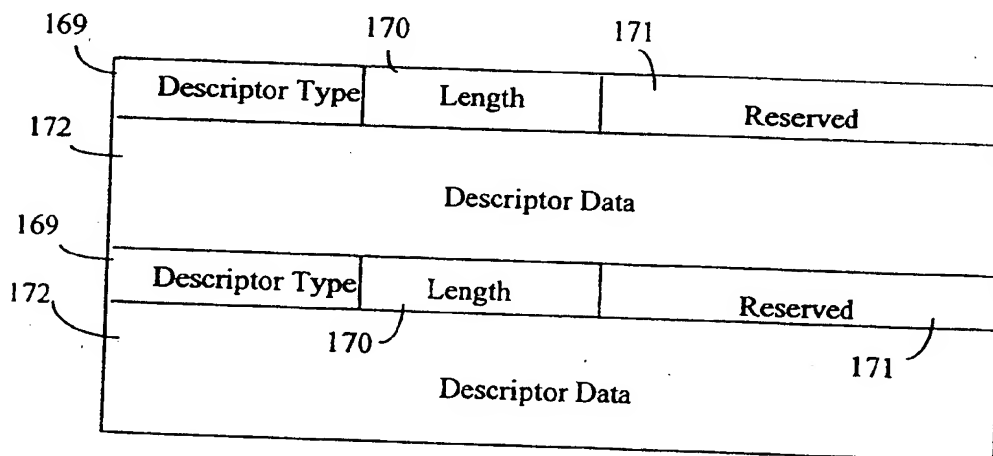 169 170 171
Descriptor Type Length Reserved
172
Descriptor Data
169
Descriptor Type Length Reserved
172
170 171
Descriptor Data